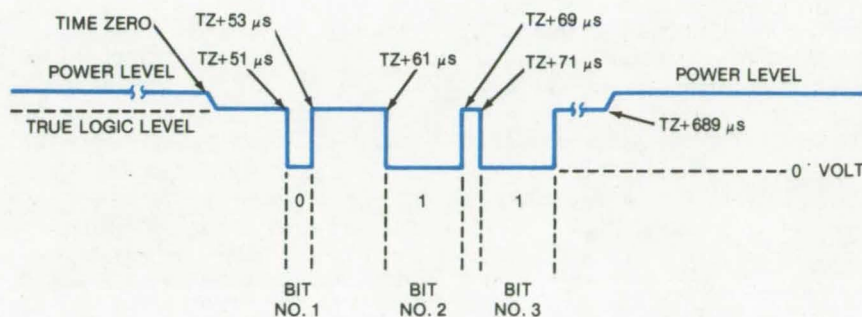 TIME ZERO
TZ+53 μs
TZ+69 μs
TZ+51 μs
TZ+61 μs
TZ+71 μs
POWER LEVEL
POWER LEVEL
TRUE LOGIC LEVEL
TZ+689 μs
0 VOLT
0
1
1
BIT
NO. 1
BIT
NO. 2
BIT
NO. 3